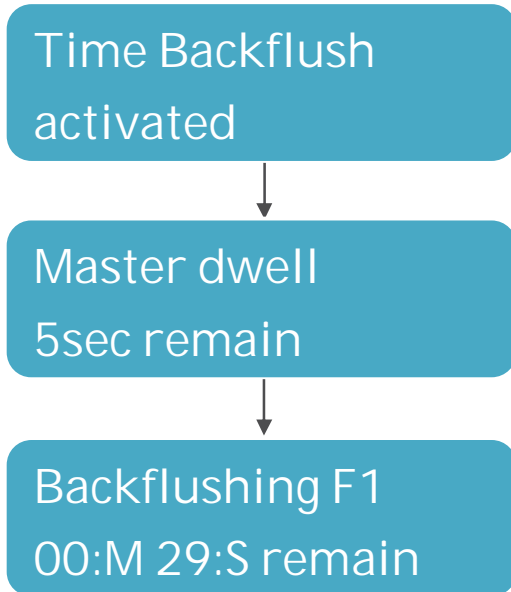 Time Backflush
activated
Master dwell
5sec remain
Backflushing F1
00:M 29:S remain